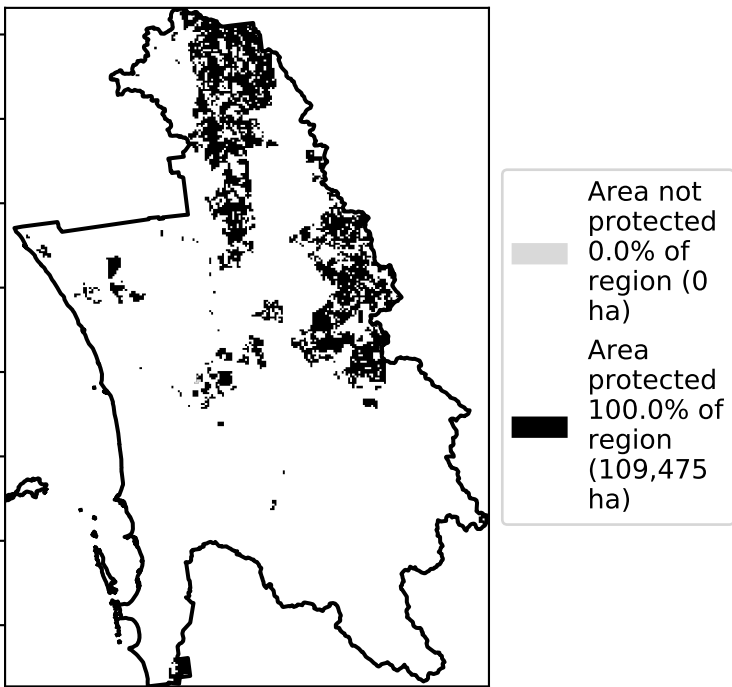 Area not
protected
0.0% of
region (0
ha)
Area
protected
100.0% of
region
(109,475
ha)